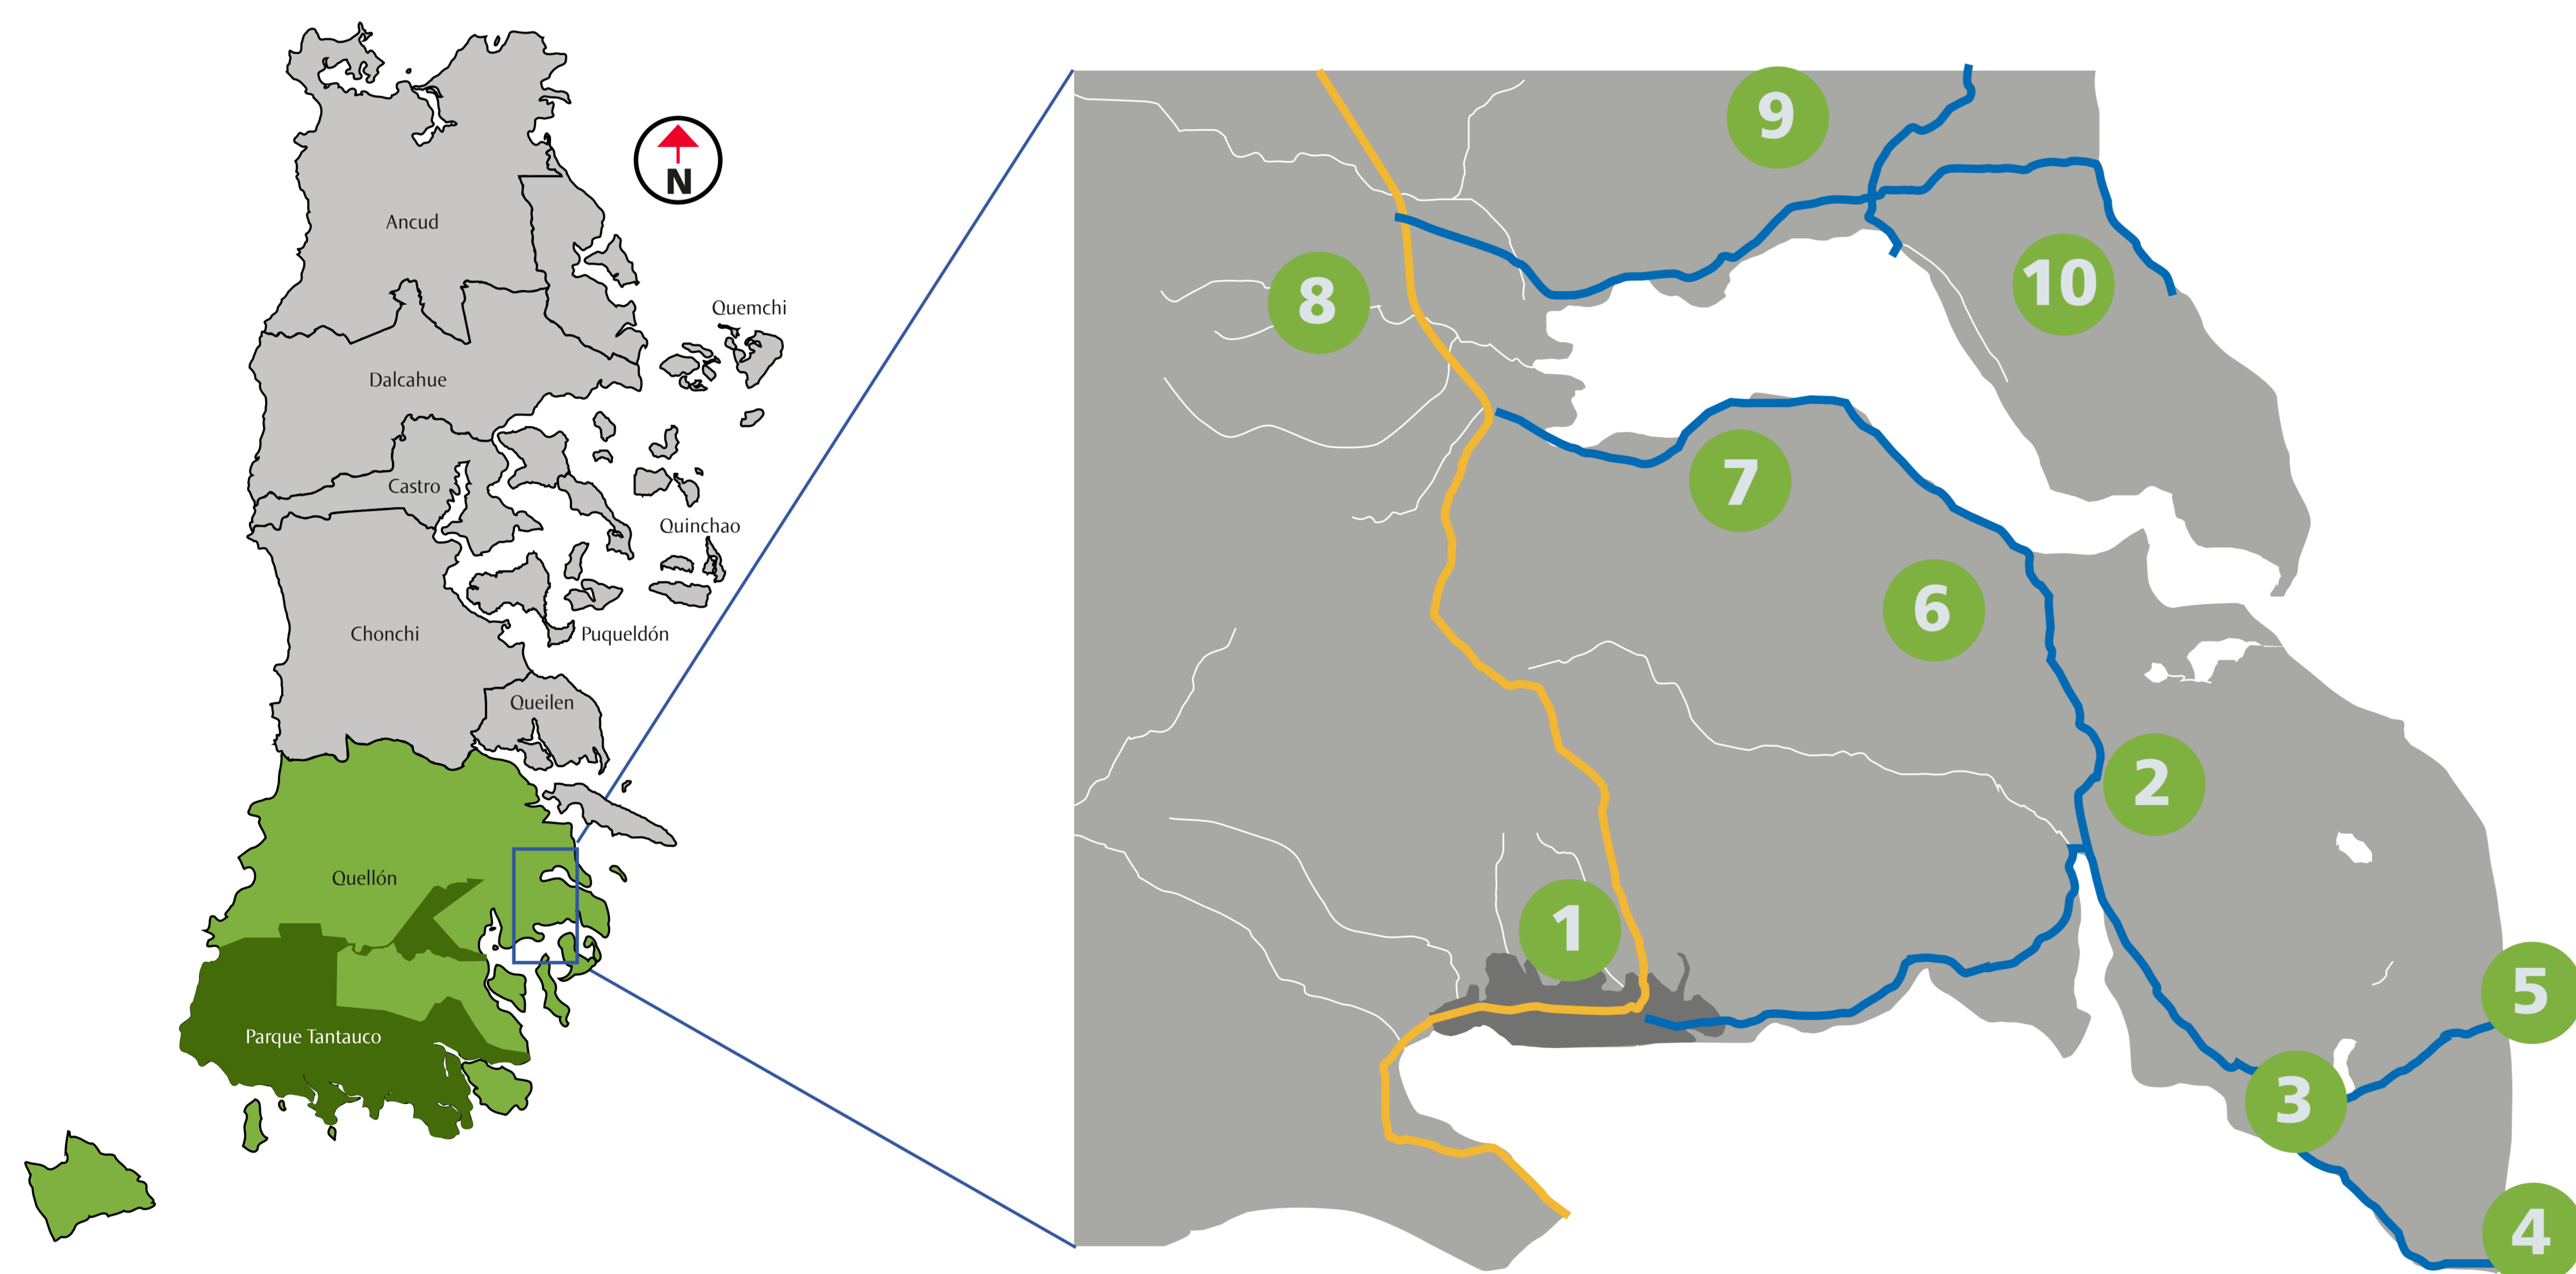 N
Ancud
Quemchi
Dalcahue
Castro
Quinchao
Chonchi
Puqueldón
Queilen
Quellón
Parque Tantauco
9
10
8
7
6
2
1
5
3
4